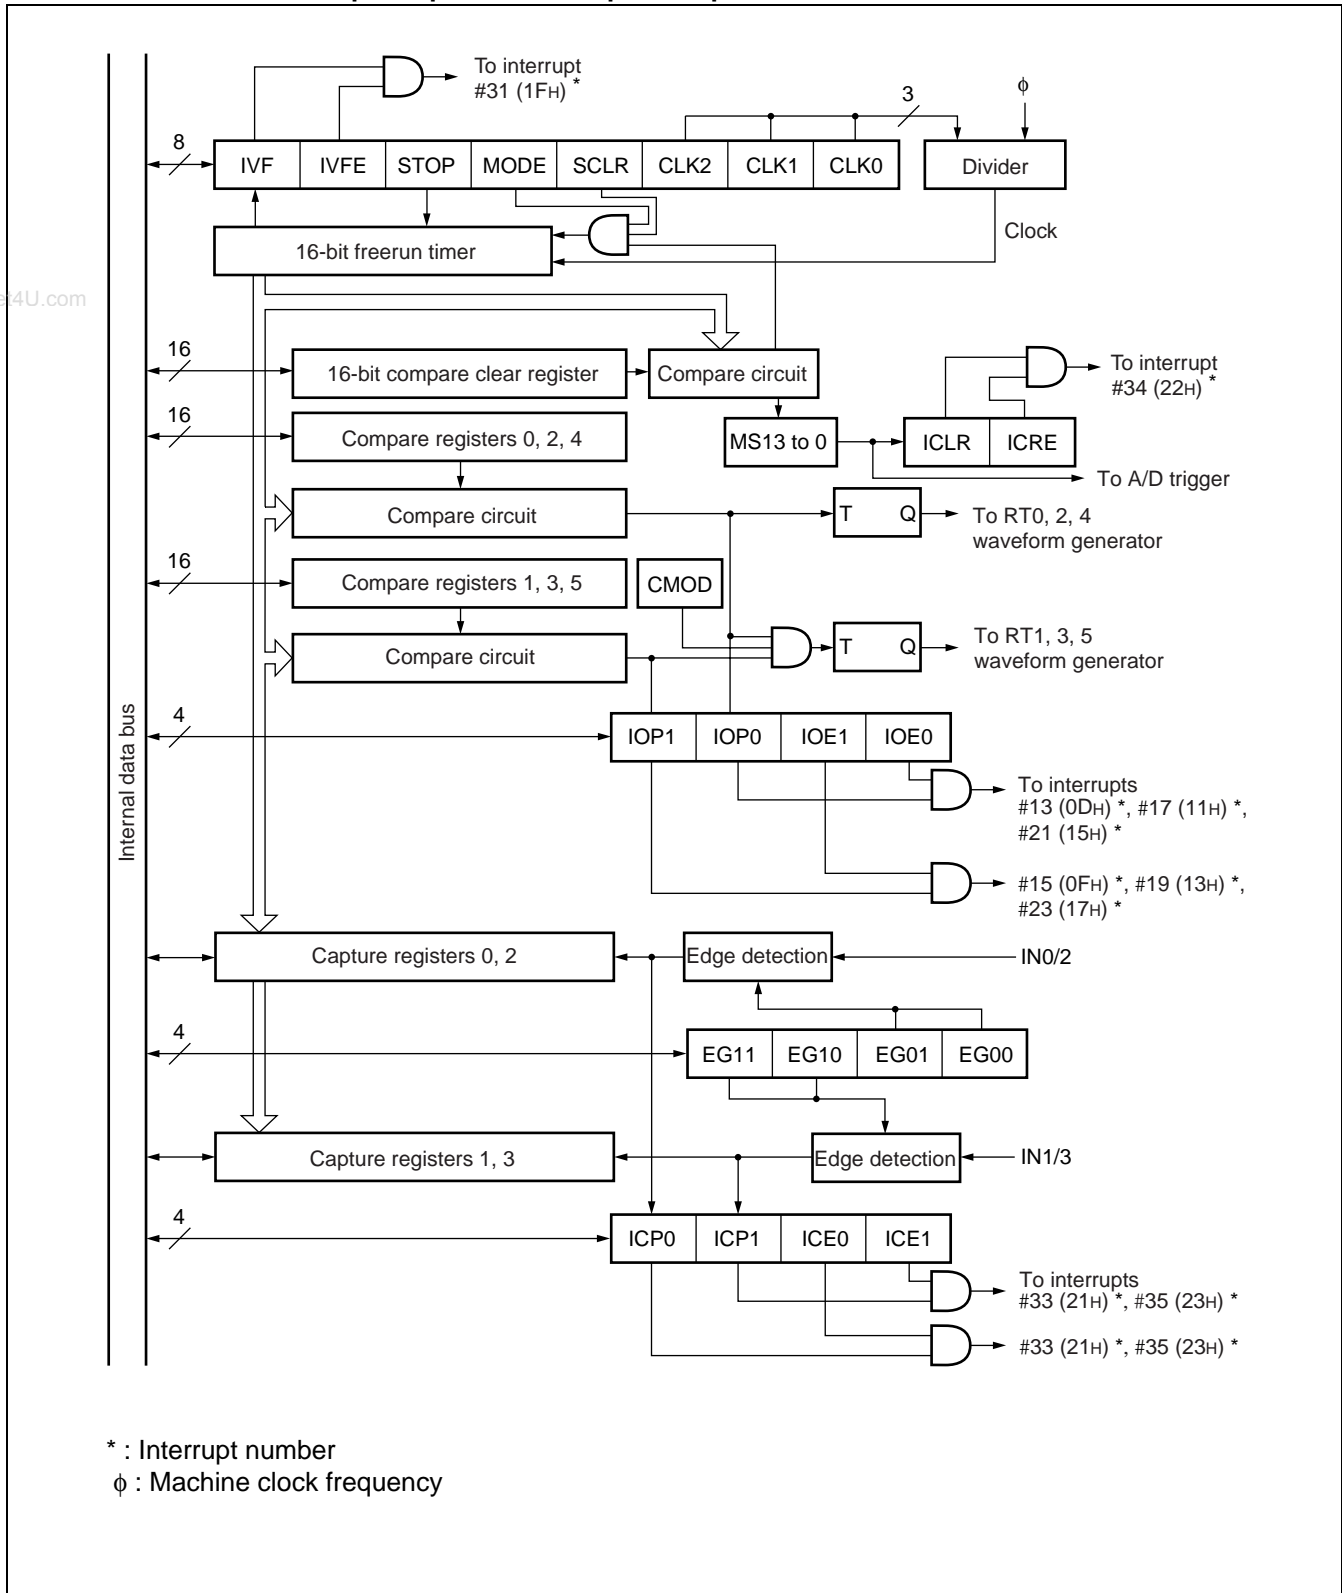 To interrupt
#31 (1FH) *
3
φ
8
IVF IVFE STOP MODE SCLR CLK2 CLK1 CLK0 Divider
16-bit freerun timer
Clock
et4U.com
16
16-bit compare clear register
Compare circuit
To interrupt
#34 (22H) *
16
Compare registers 0, 2, 4
MS13 to 0
ICLR ICRE
To A/D trigger
Compare circuit
T Q
To RT0, 2, 4
waveform generator
16
Compare registers 1, 3, 5
CMOD
Compare circuit
T Q
To RT1, 3, 5
waveform generator
Internal data bus
4
IOP1 IOP0 IOE1 IOE0
To interrupts
#13 (0DH) *, #17 (11H) *,
#21 (15H) *
#15 (0FH) *, #19 (13H) *,
#23 (17H) *
Capture registers 0, 2
Edge detection
IN0/2
4
EG11 EG10 EG01 EG00
Capture registers 1, 3
Edge detection
IN1/3
4
ICP0 ICP1 ICE0 ICE1
To interrupts
#33 (21H) *, #35 (23H) *
#33 (21H) *, #35 (23H) *
* : Interrupt number
φ : Machine clock frequency